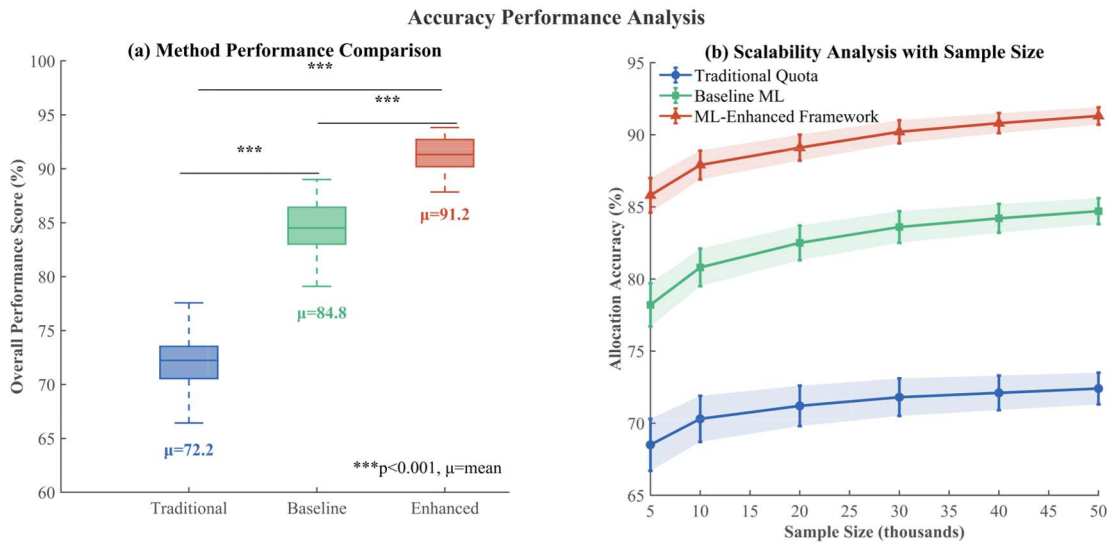 Accuracy Performance Analysis
(a) Method Performance Comparison
Overall Performance Score (%)
100
95
90
85
80
75
70
65
60
***
***
***
μ=72.2
μ=84.8
μ=91.2
***p<0.001, μ=mean
Traditional
Baseline
Enhanced
(b) Scalability Analysis with Sample Size
Traditional Quota
Baseline ML
ML-Enhanced Framework
Allocation Accuracy (%)
95
90
85
80
75
70
65
5 10 15 20 25 30 35 40 45 50
Sample Size (thousands)